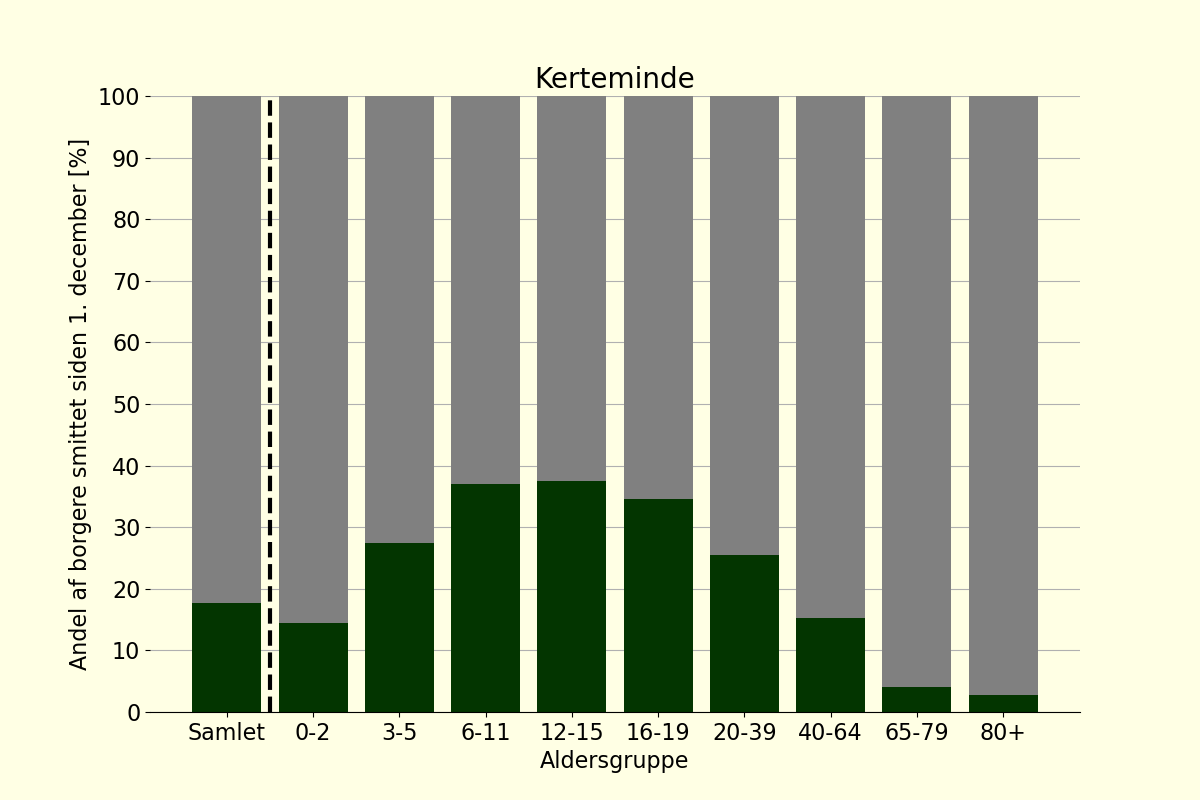 Kerteminde
Andel af borgere smittet siden 1. december [%]
100
90
80
70
60
50
40
30
20
10
0
Samlet 0-2 3-5 6-11 12-15 16-19 20-39 40-64 65-79 80+
Aldersgruppe